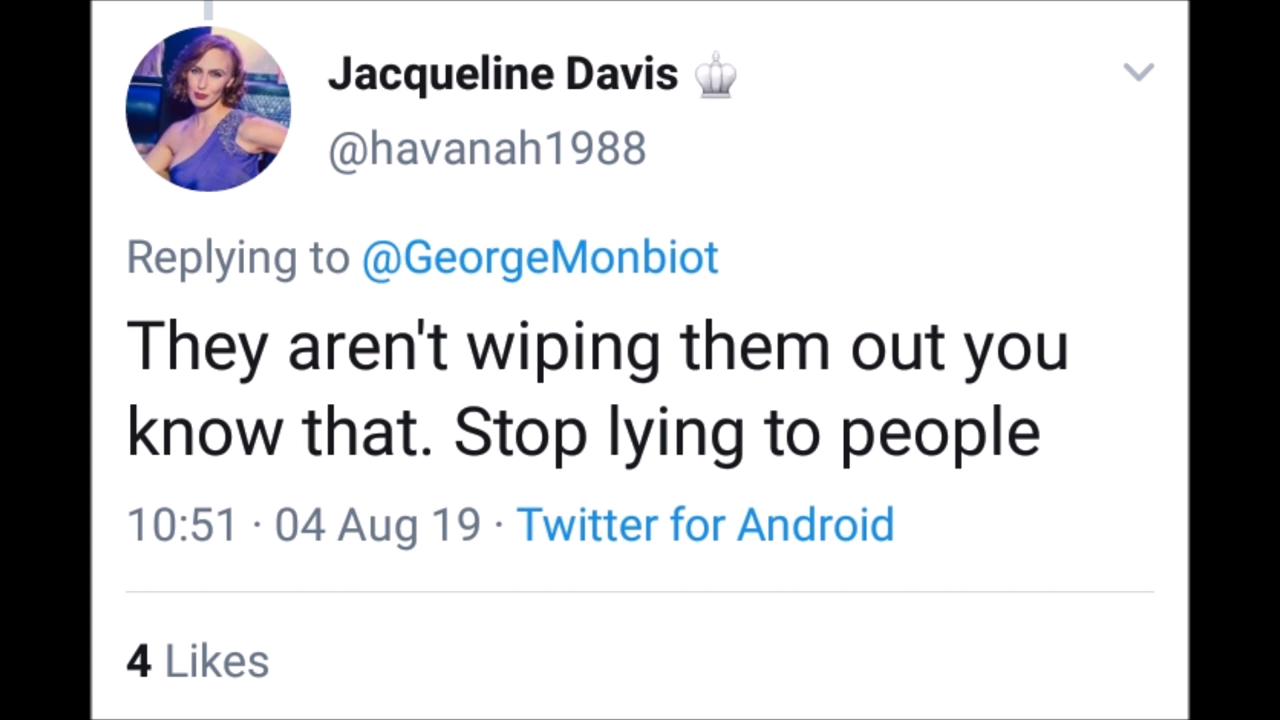 Jacqueline Davis
@havanah1988
Replying to @GeorgeMonbiot
They aren't wiping them out you
know that. Stop lying to people
10:51 · 04 Aug 19 · Twitter for Android
4 Likes